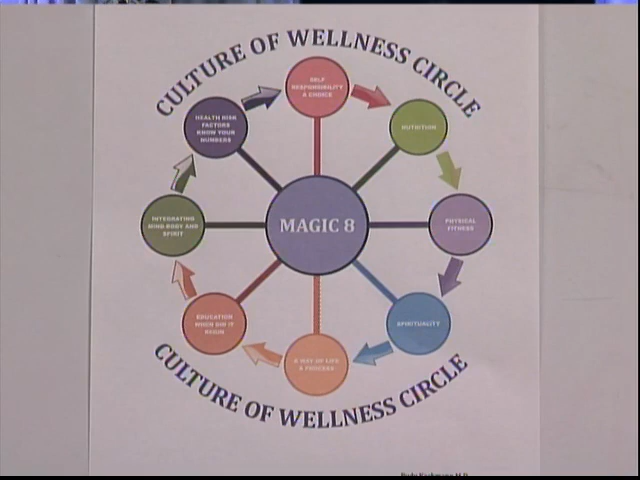 CULTURE OF WELLNESS CIRCLE
SELF
RESPONSIBILITY
A CHOICE
NUTRITION
PHYSICAL
FITNESS
SPIRITUALITY
A WAY OF LIFE
A PROCESS
EDUCATION
WHEN DID IT
BEGIN
INTEGRATING
MIND BODY AND
SPIRIT
HEALTH RISK
FACTORS
KNOW YOUR
NUMBERS
MAGIC 8
CULTURE OF WELLNESS CIRCLE